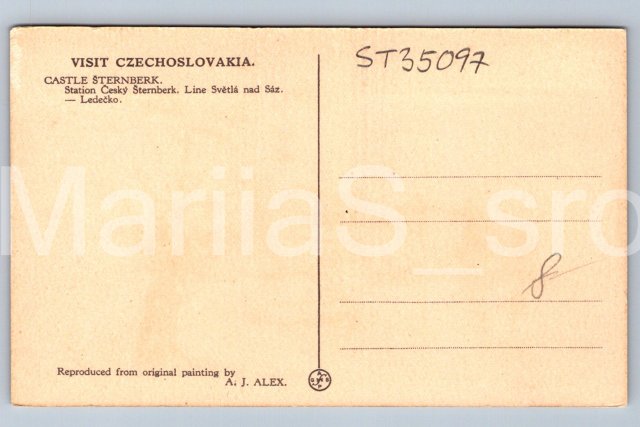 VISIT CZECHOSLOVAKIA.
CASTLE ŠTERNBERK.
Station Český Šternberk. Line Světlá nad Sáz.
— Ledečko.
Reproduced from original painting by
A. J. ALEX.
ST35097
8
MariiaS_sro